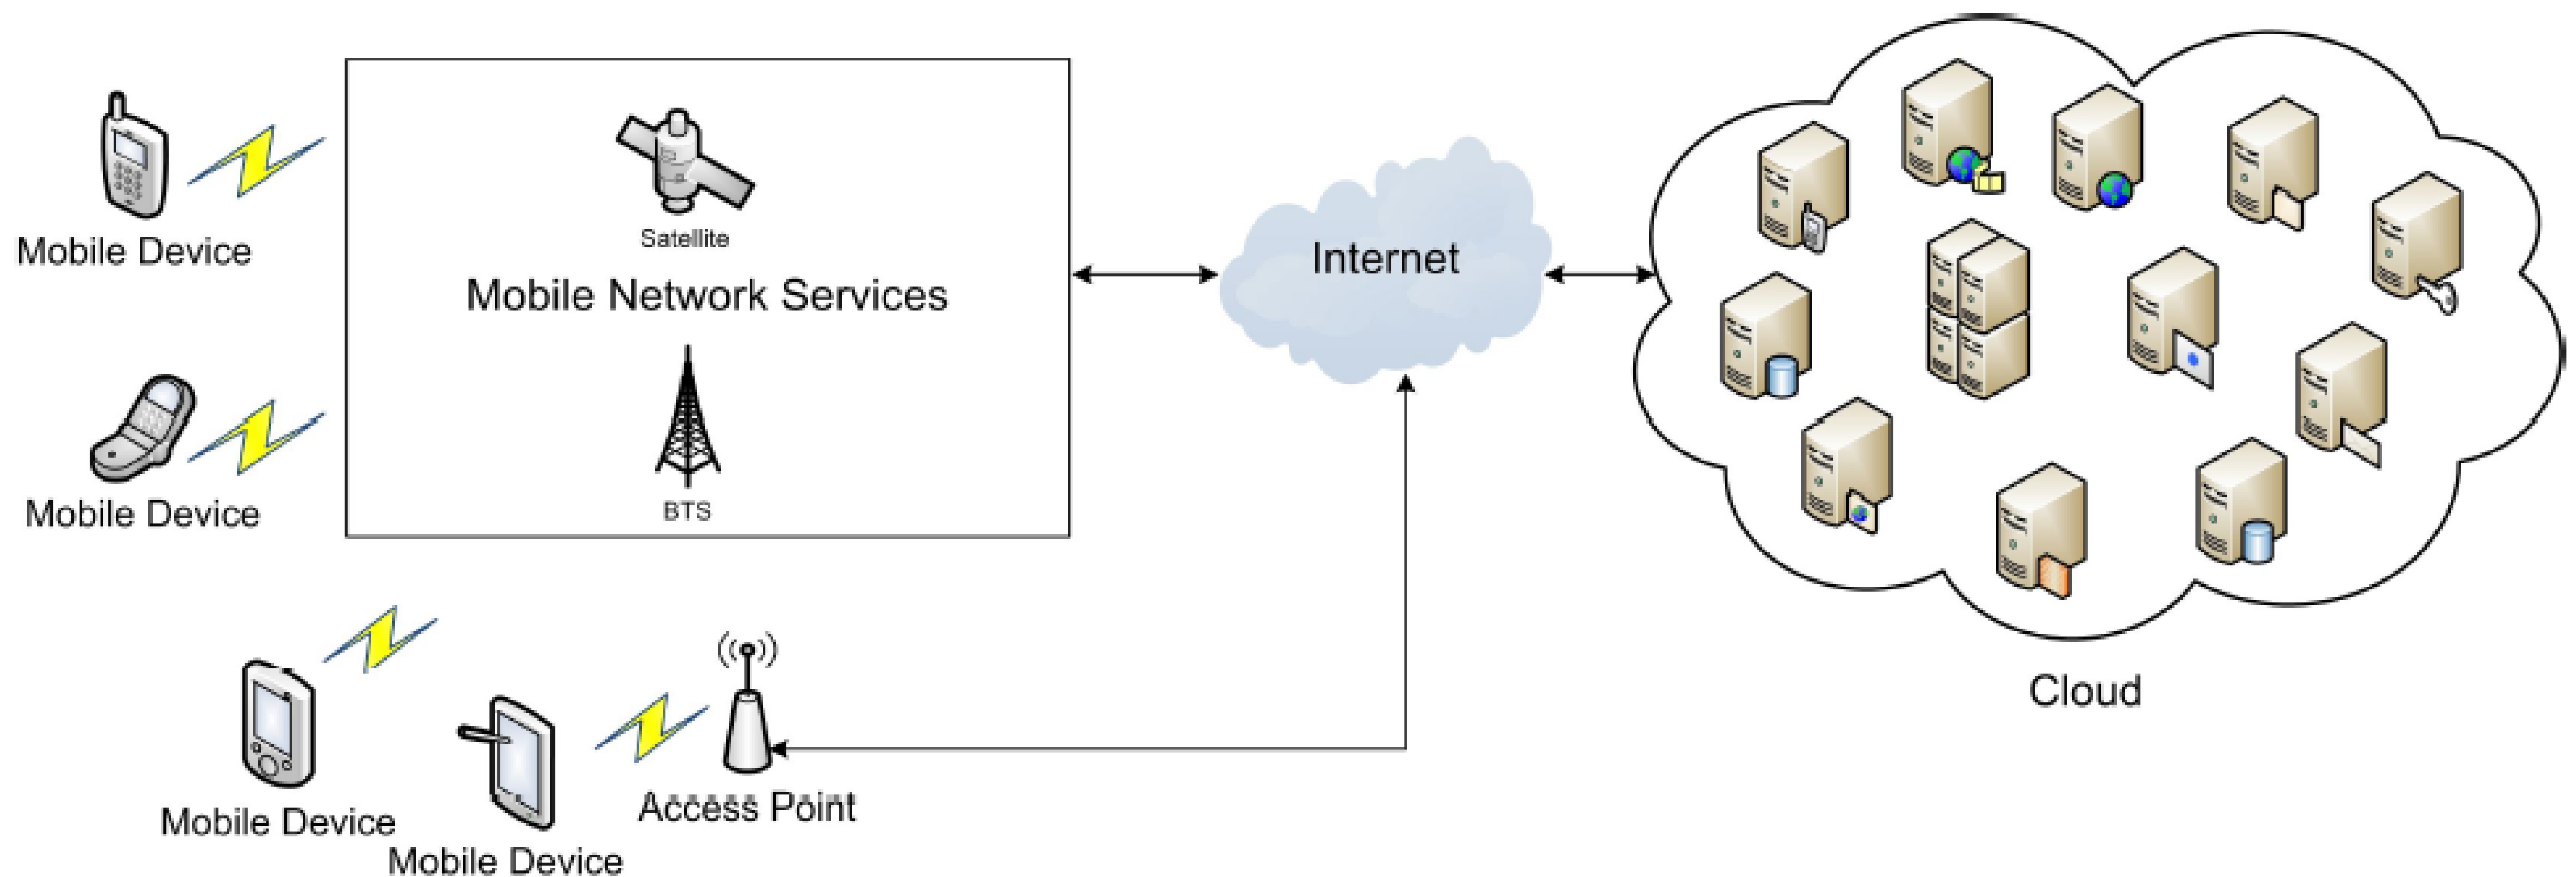 Mobile Device
Satellite
Mobile Network Services
BTS
Mobile Device
Internet
Cloud
Mobile Device
Mobile Device
Access Point